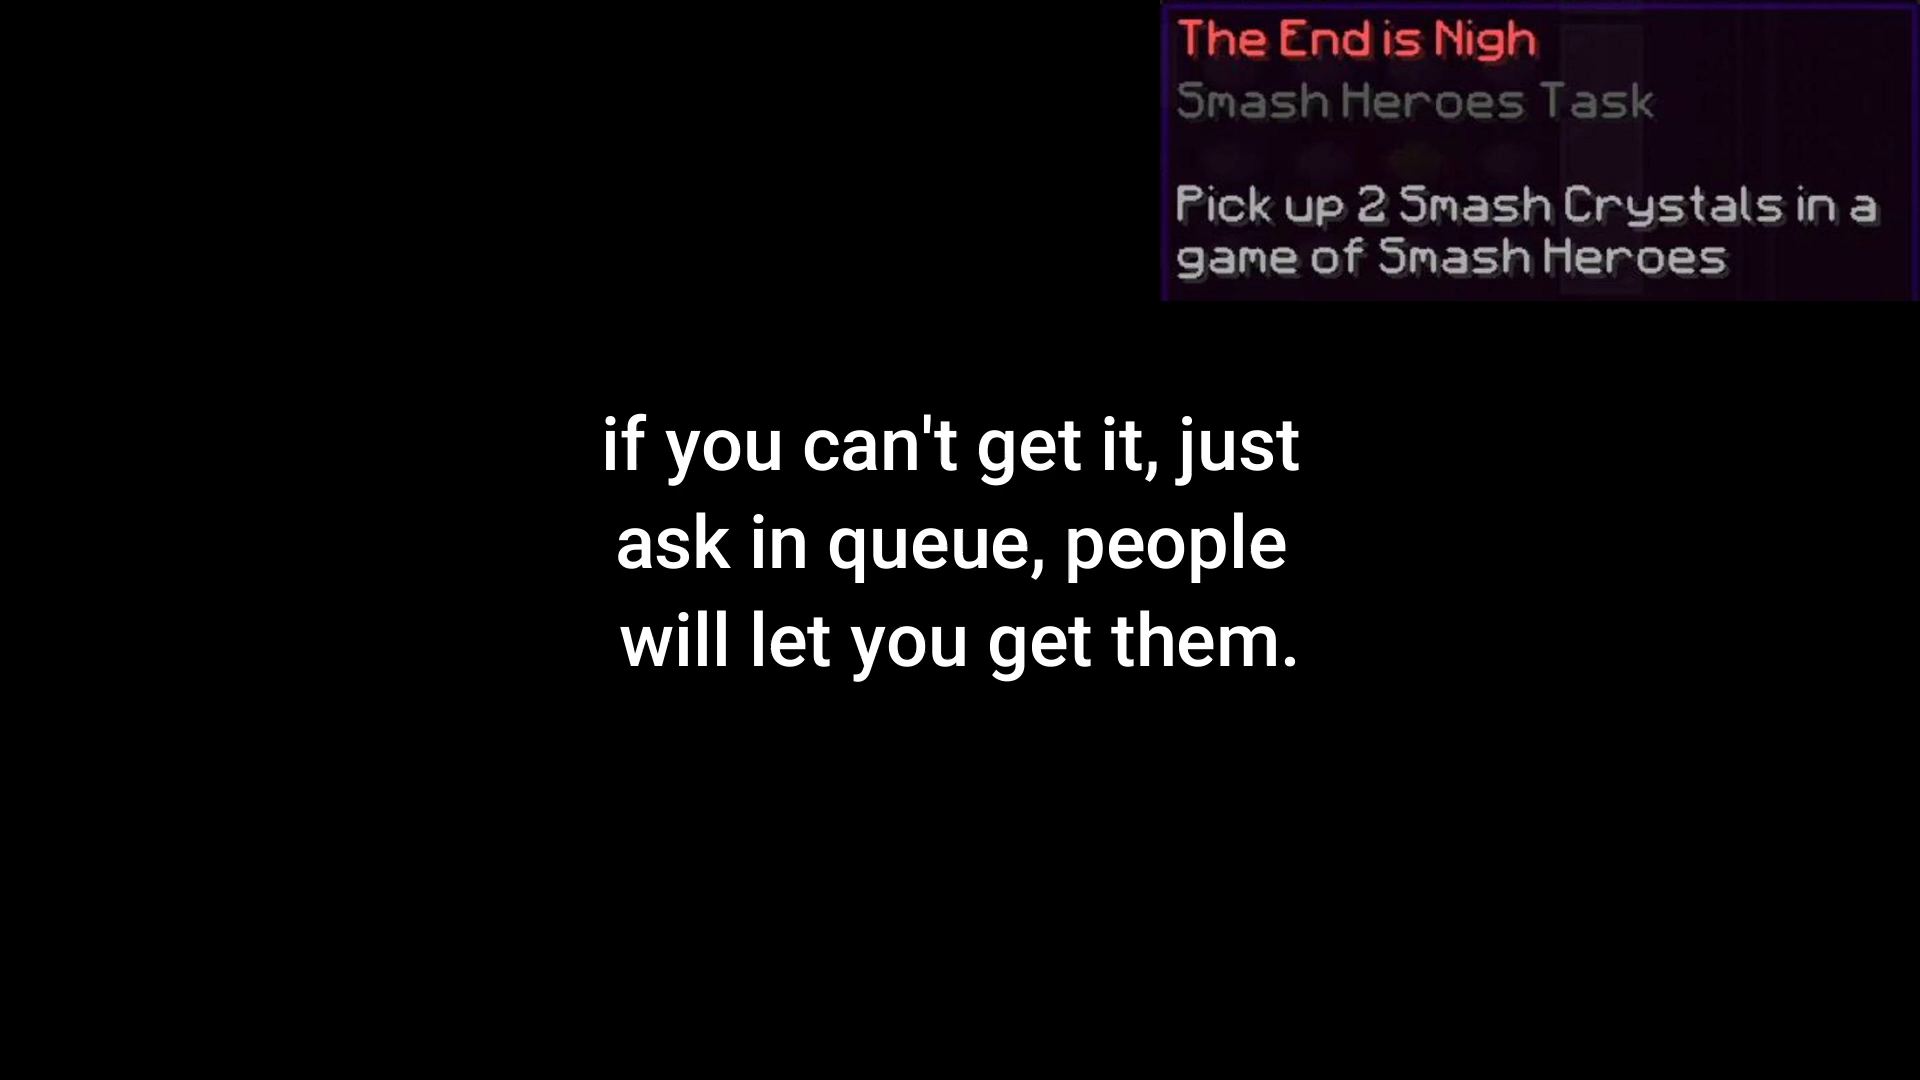 The End is Nigh
Smash Heroes Task
Pick up 2 Smash Crystals in a
game of Smash Heroes
if you can't get it, just
ask in queue, people
will let you get them.